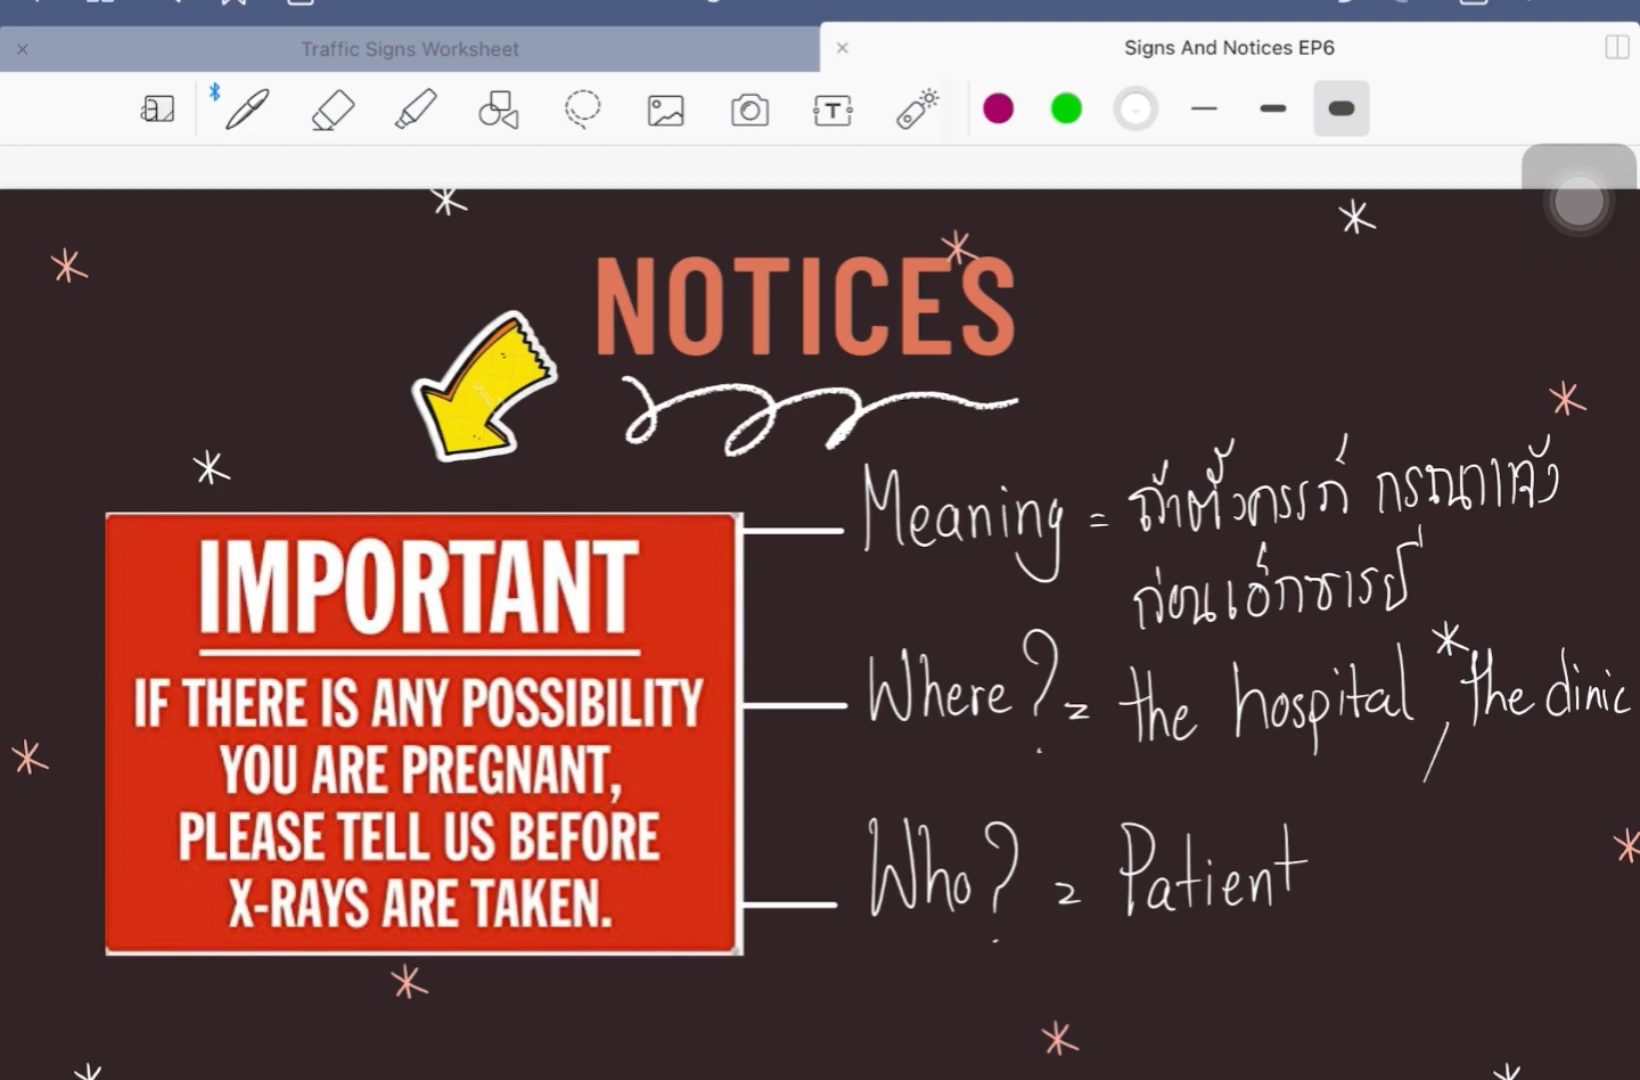 Traffic Signs Worksheet
Signs And Notices EP6
NOTICES
IMPORTANT
IF THERE IS ANY POSSIBILITY
YOU ARE PREGNANT,
PLEASE TELL US BEFORE
X-RAYS ARE TAKEN.
Meaning = ถ้าตั้งครรภ์ กรุณาแจ้ง
ก่อนเอ็กซเรย์
Where? = the hospital, the clinic
Who? = Patient